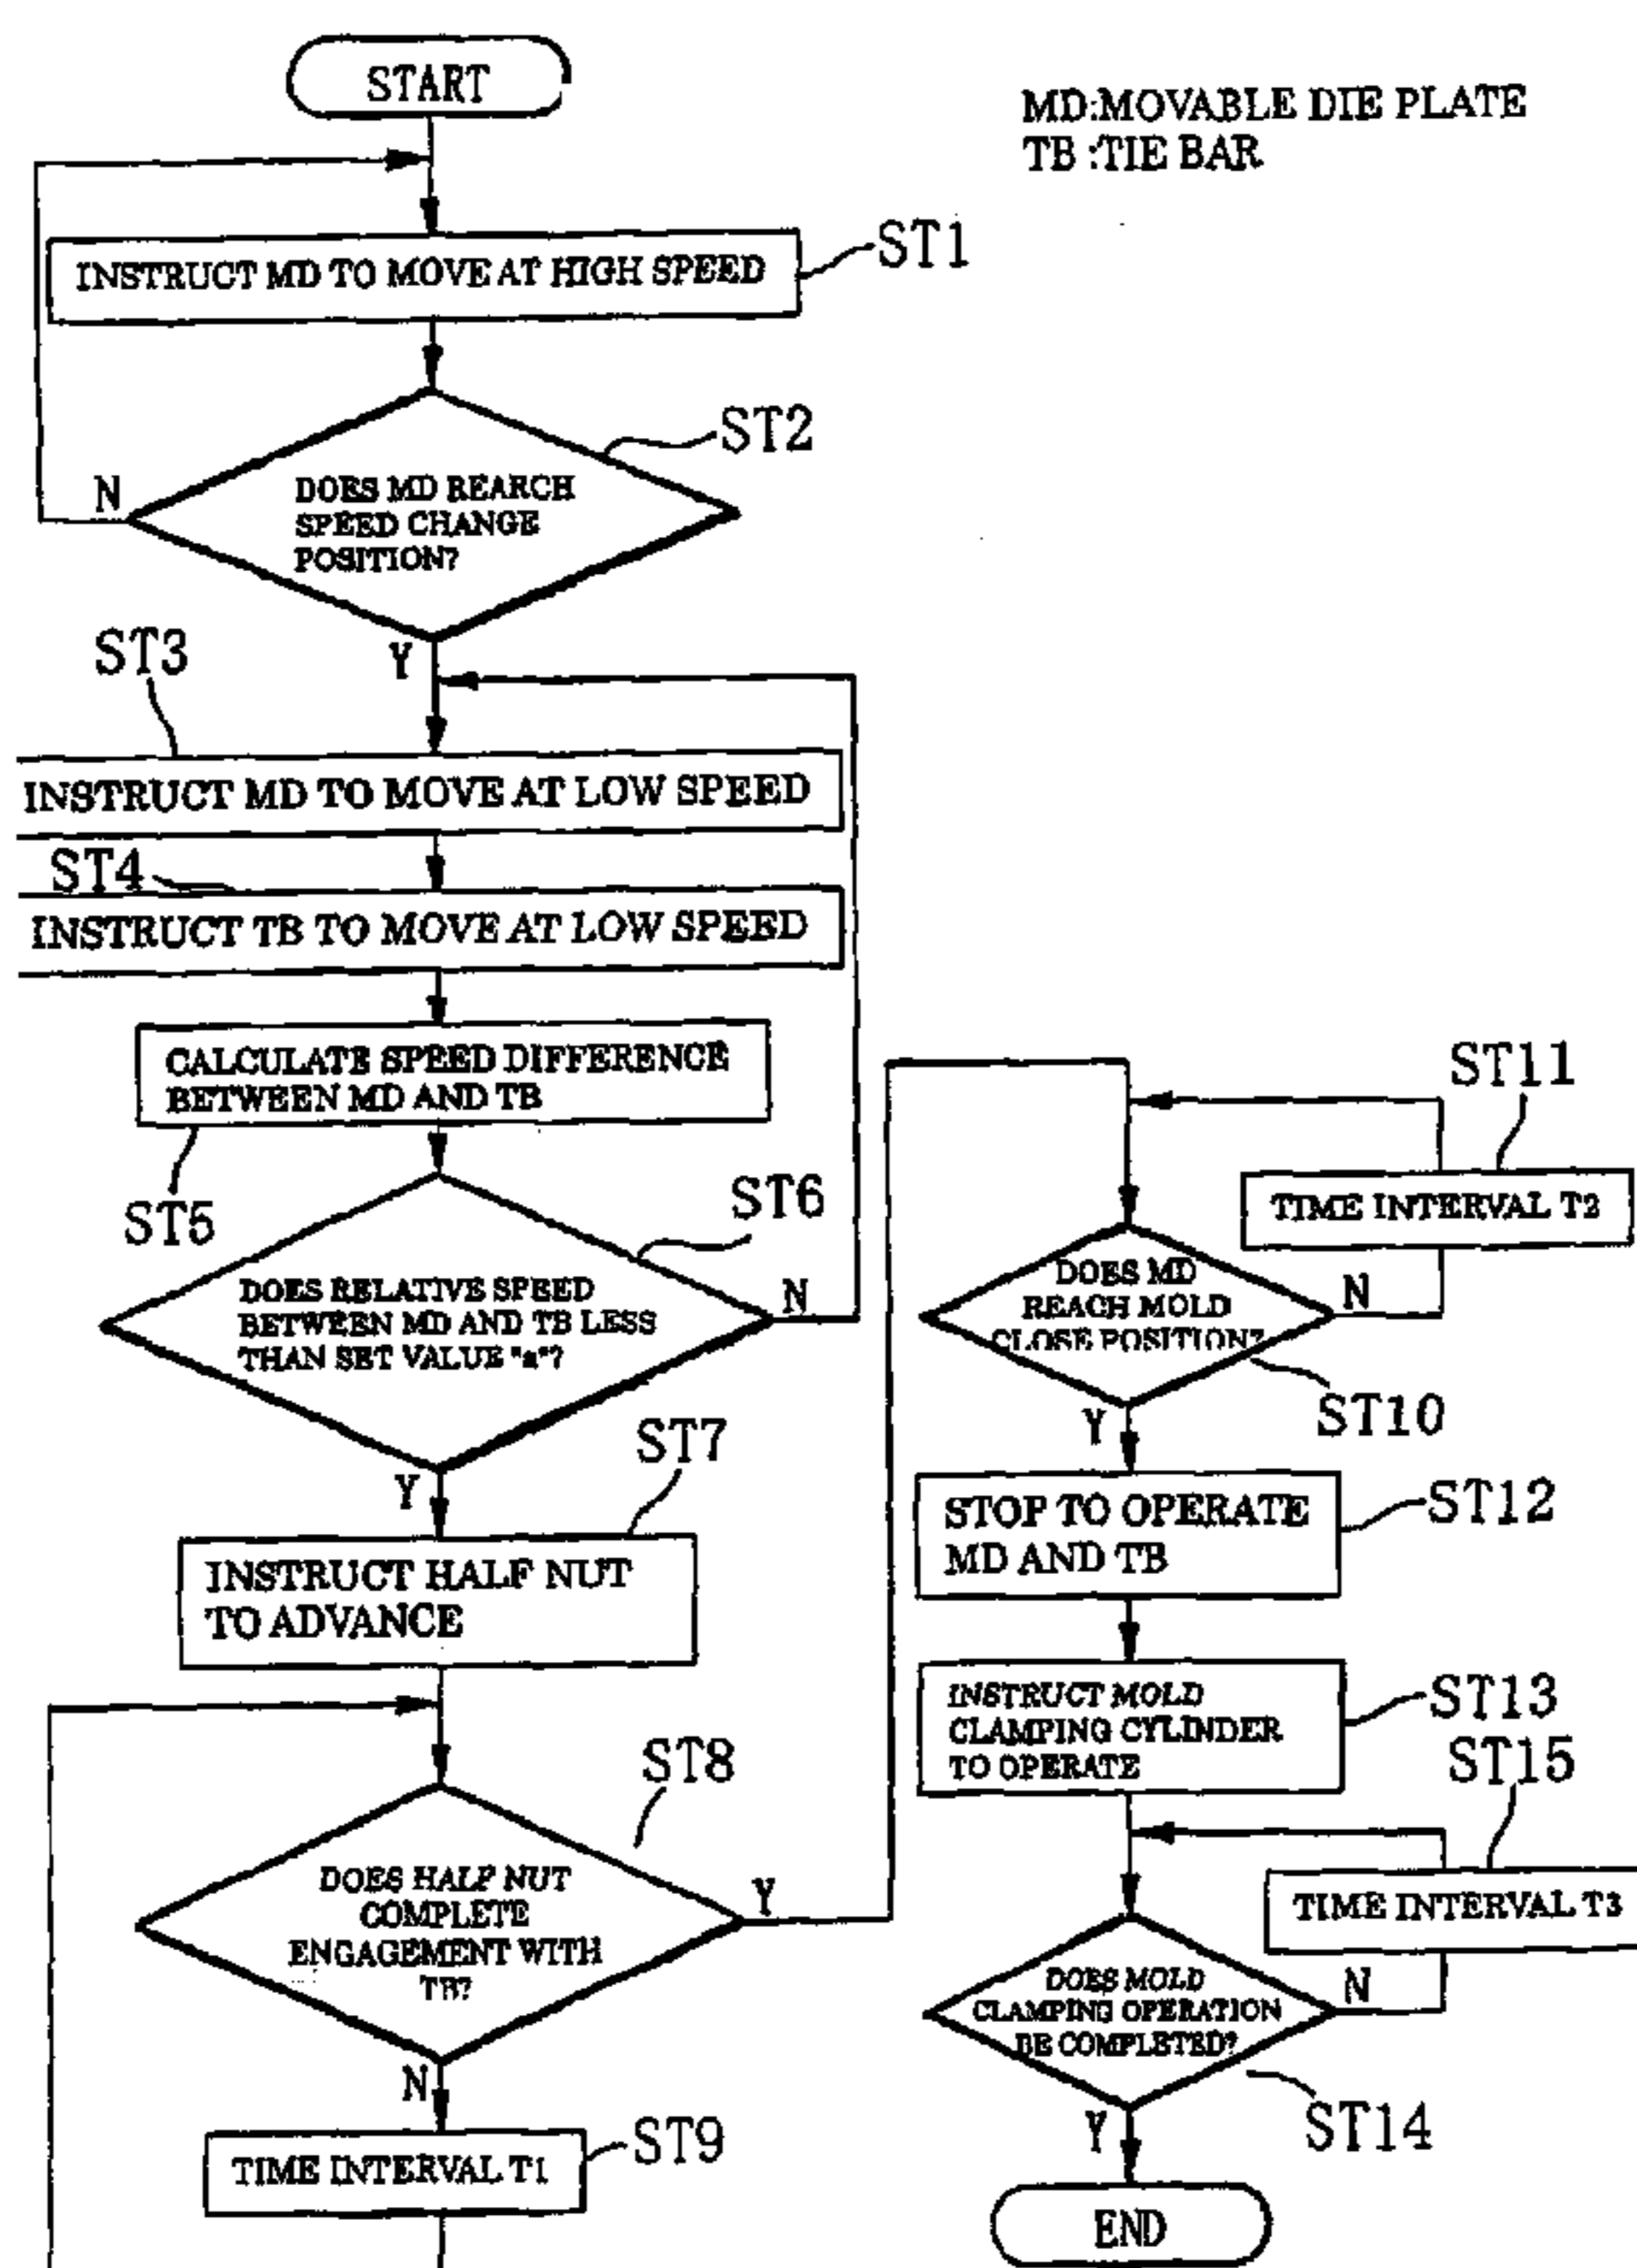 START
MD:MOVABLE DIE PLATE
TB :TIE BAR
INSTRUCT MD TO MOVE AT HIGH SPEED
ST1
ST2
N
DOES MD REARCH
SPEED CHANGE
POSITION?
Y
ST3
INSTRUCT MD TO MOVE AT LOW SPEED
ST4
INSTRUCT TB TO MOVE AT LOW SPEED
CALCULATE SPEED DIFFERENCE
BETWEEN MD AND TB
ST5
ST6
DOES RELATIVE SPEED
BETWEEN MD AND TB LESS
THAN SET VALUE "a"?
N
Y
ST7
INSTRUCT HALF NUT
TO ADVANCE
ST8
DOES HALF NUT
COMPLETE
ENGAGEMENT WITH
TB?
Y
N
TIME INTERVAL T1
ST9
ST11
TIME INTERVAL T2
DOES MD
REACH MOLD
CLOSE POSITION?
N
ST10
Y
STOP TO OPERATE
MD AND TB
ST12
INSTRUCT MOLD
CLAMPING CYLINDER
TO OPERATE
ST13
ST15
TIME INTERVAL T3
DOES MOLD
CLAMPING OPERATION
BE COMPLETED?
N
ST14
Y
END